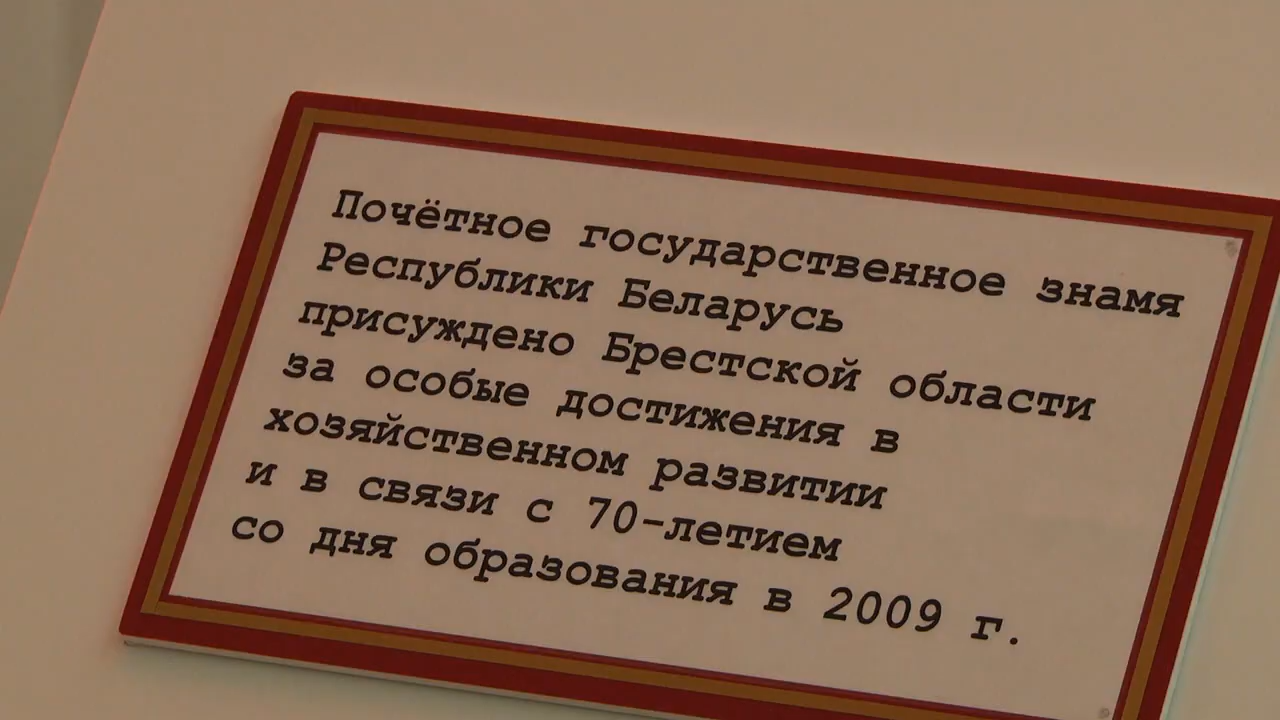 Почётное государственное знамя
Республики Беларусь
присуждено Брестской области
за особые достижения в
хозяйственном развитии
и в связи с 70-летием
со дня образования в 2009 г.